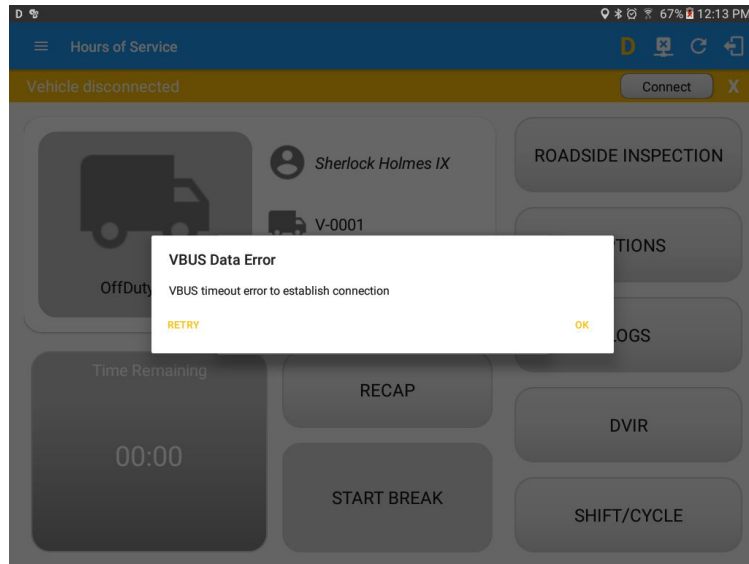 D
67% 12:13 PM
Hours of Service
D
Vehicle disconnected
Connect
X
Sherlock Holmes IX
V-0001
OffDuty
ROADSIDE INSPECTION
TIONS
LOGS
DVIR
SHIFT/CYCLE
VBUS Data Error
VBUS timeout error to establish connection
RETRY
OK
Time Remaining
00:00
RECAP
START BREAK